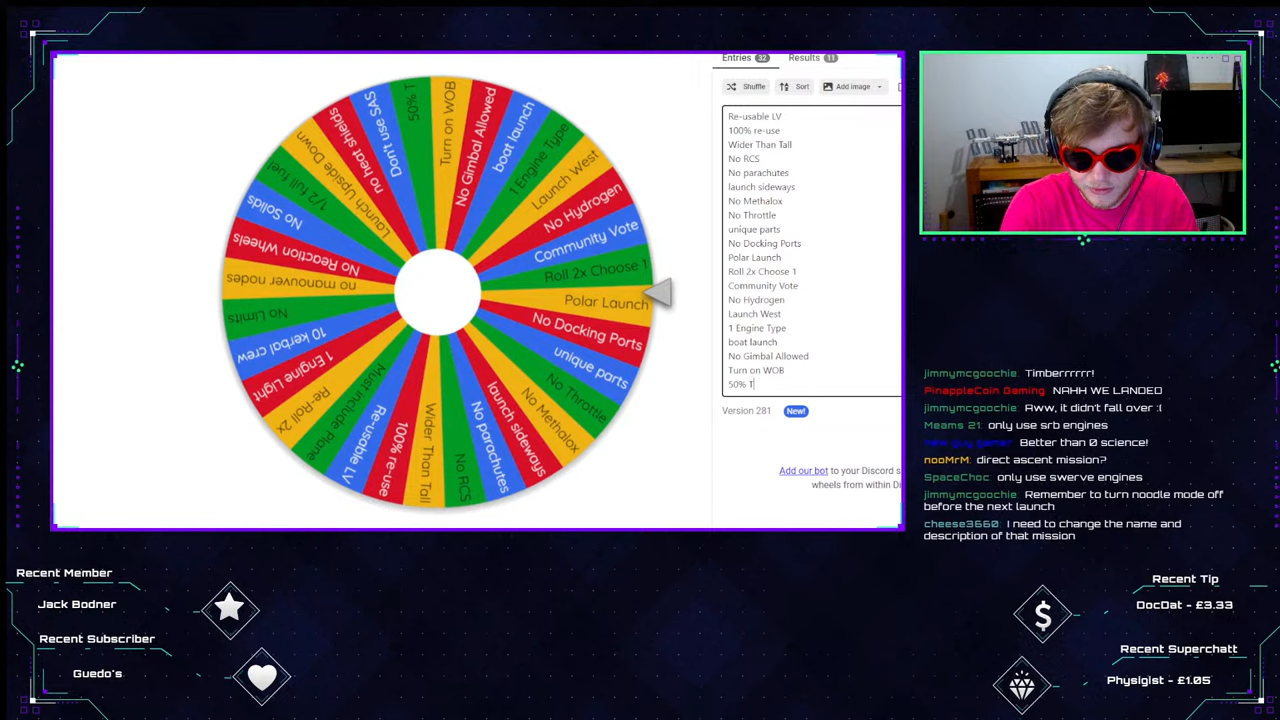 Entries 32
Results 11
Shuffle
Sort
Add image
Re-usable LV
100% re-use
Wider Than Tall
No RCS
No parachutes
launch sideways
No Methalox
No Throttle
unique parts
No Docking Ports
Polar Launch
Roll 2x Choose 1
Community Vote
No Hydrogen
Launch West
1 Engine Type
boat launch
No Gimbal Allowed
Turn on WOB
50% T
Version 281
New!
Add our bot to your Discord s
wheels from within Di
50% T
Turn on WOB
No Gimbal Allowed
boat launch
1 Engine Type
Launch West
No Hydrogen
Community Vote
Roll 2x Choose 1
Polar Launch
No Docking Ports
unique parts
No Throttle
No Methalox
launch sideways
No parachutes
No RCS
Wider Than Tall
100% re-use
Re-usable LV
Must include Plane
Re-Roll 2x
1 Engine Light
10 kerbal crew
No Limits
no manouver nodes
No Reaction Wheels
No Solids
1/2 full fuel
Launch Upside Down
no heat shields
Don't use SAS
jimmymcgoochie: Timberrrrrr!
PinappleCoin Gaming: NAHH WE LANDED
jimmymcgoochie: Aww, it didn't fall over :(
Meams 21: only use srb engines
new guy gamer: Better than 0 science!
nooMrM: direct ascent mission?
SpaceChoc: only use swerve engines
jimmymcgoochie: Remember to turn noodle mode off
before the next launch
cheese3660: I need to change the name and
description of that mission
Recent Member
Jack Bodner
Recent Subscriber
Guedo's
Recent Tip
DocDat - £3.33
Recent Superchatt
Physigist - £1.05